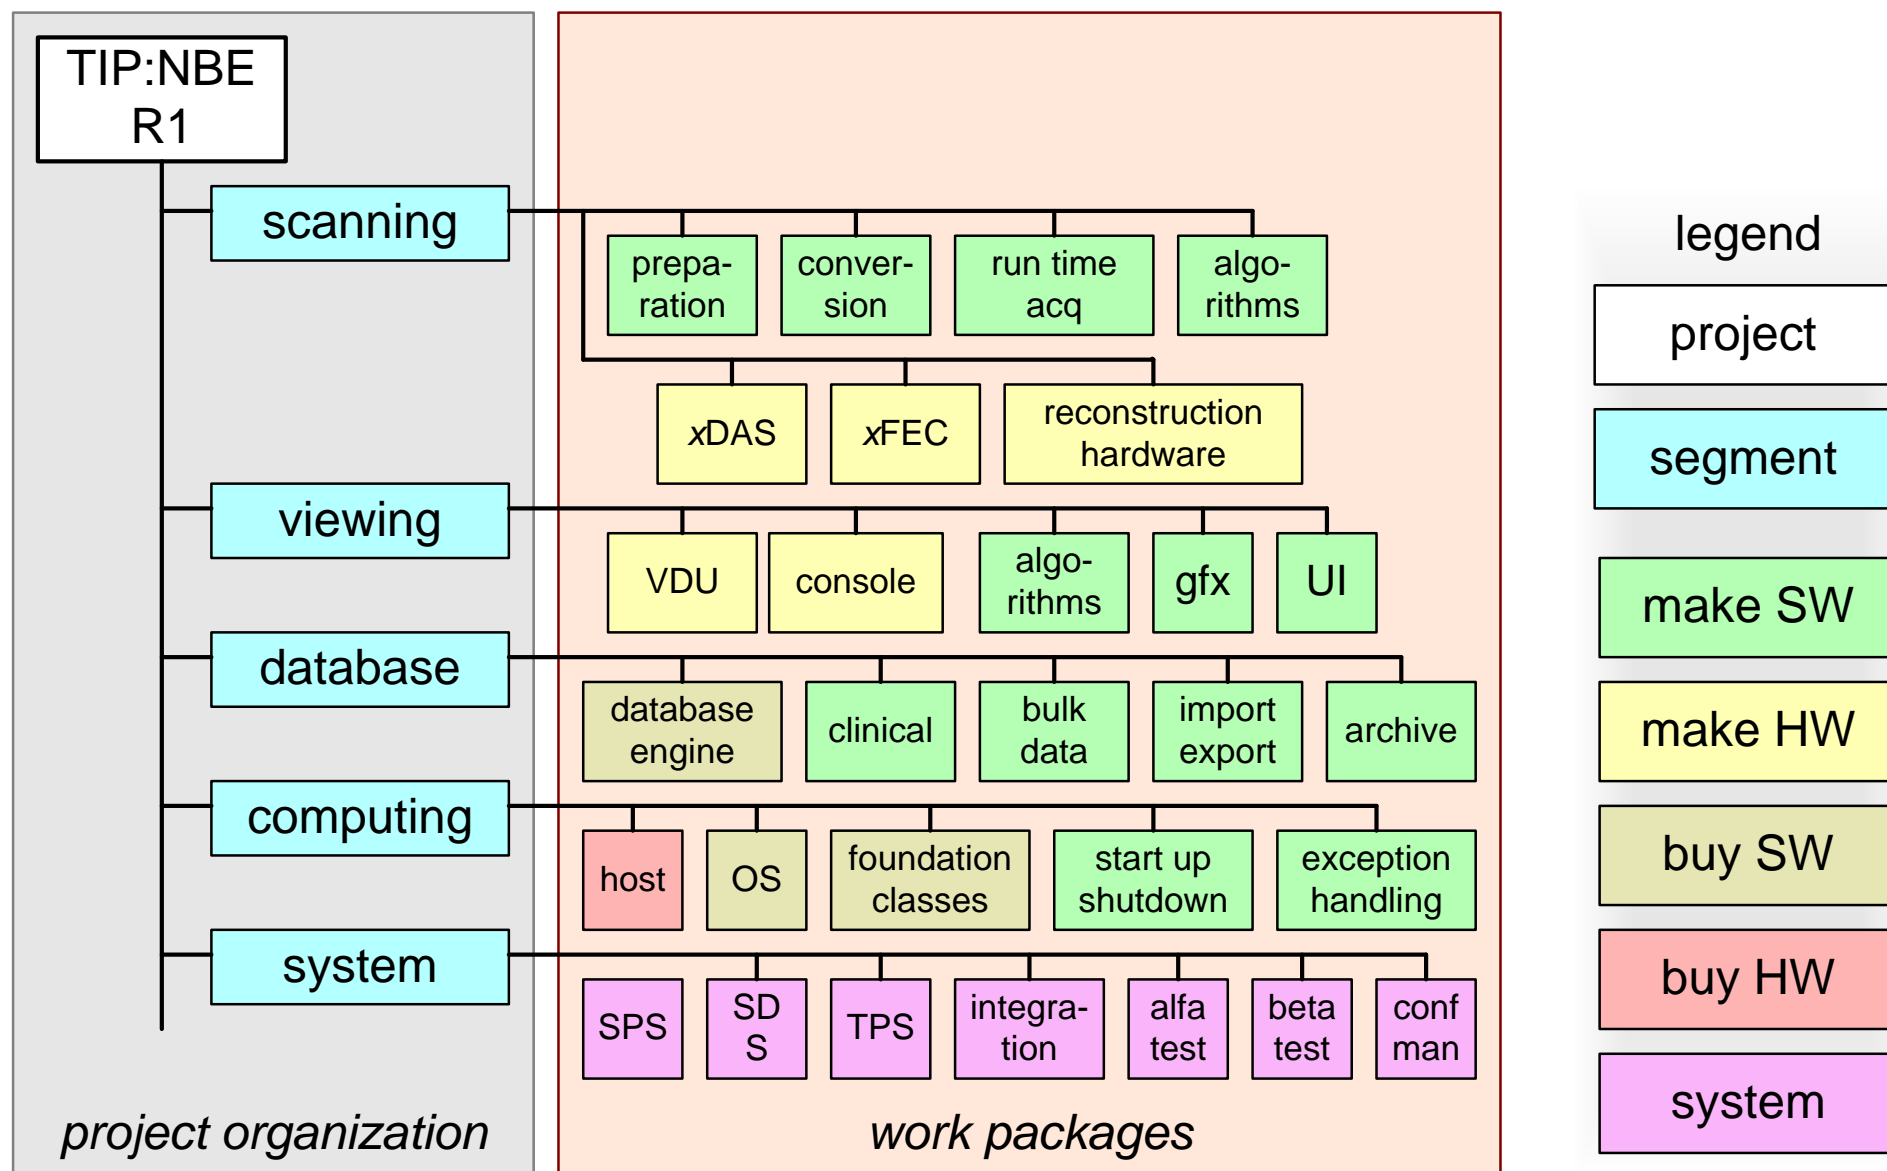 TIP:NBE
R1
scanning
prepa-
ration
conver-
sion
run time
acq
algo-
rithms
xDAS
xFEC
reconstruction
hardware
viewing
VDU
console
algo-
rithms
gfx
UI
database
database
engine
clinical
bulk
data
import
export
archive
computing
host
OS
foundation
classes
start up
shutdown
exception
handling
system
SPS
SD
S
TPS
integra-
tion
alfa
test
beta
test
conf
man
project organization
work packages
legend
project
segment
make SW
make HW
buy SW
buy HW
system